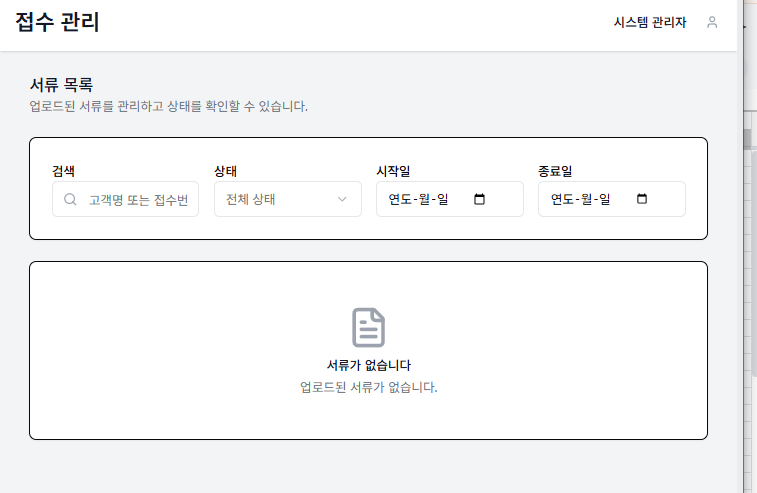 접수 관리
시스템 관리자
서류 목록
업로드된 서류를 관리하고 상태를 확인할 수 있습니다.
검색
상태
시작일
종료일
고객명 또는 접수번
전체 상태
연도-월-일
연도-월-일
서류가 없습니다
업로드된 서류가 없습니다.